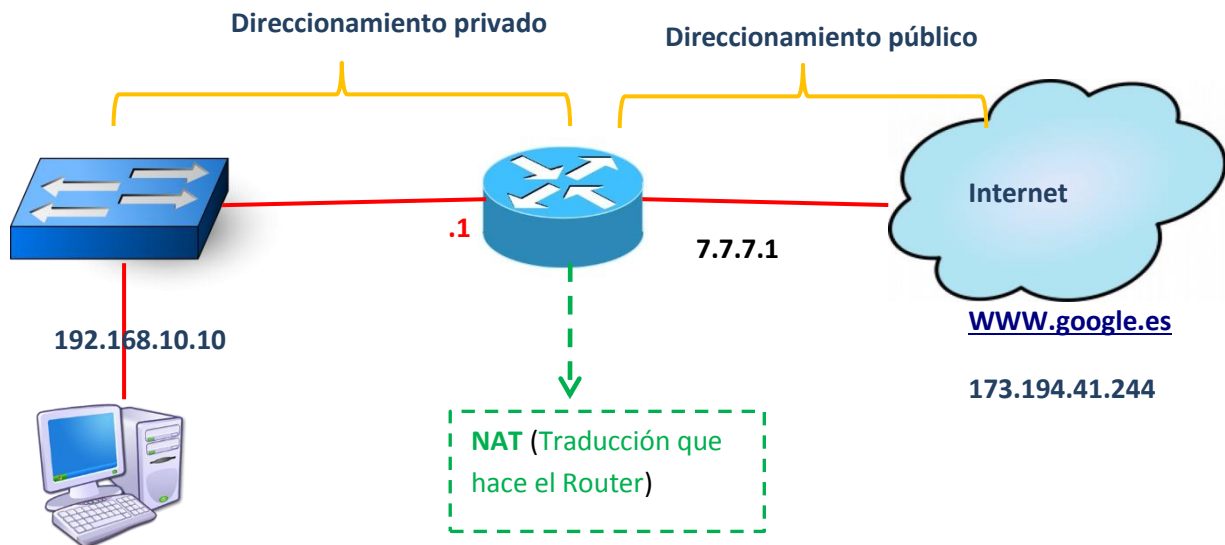 Direccionamiento privado
Direccionamiento público
Internet
.1
7.7.7.1
192.168.10.10
WWW.google.es
173.194.41.244
NAT (Traducción que
hace el Router)